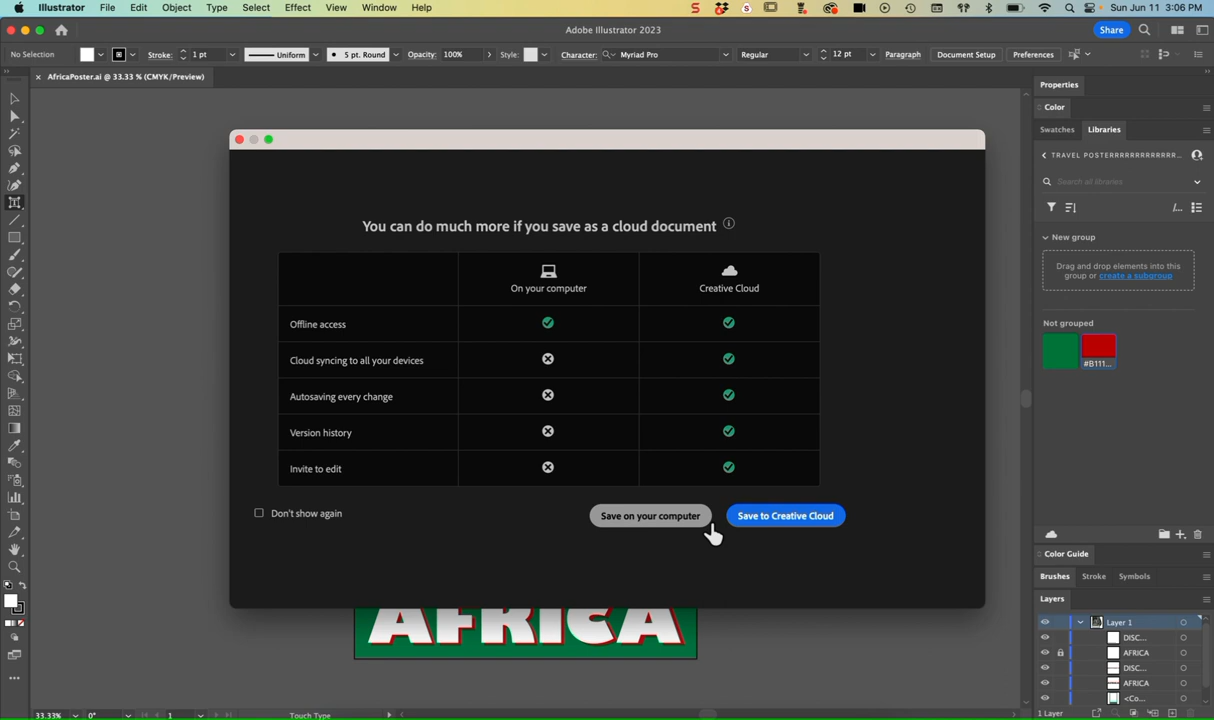 Illustrator File Edit Object Type Select Effect View Window Help Sun Jun 11 3:06 PM
Adobe Illustrator 2023 Share
No Selection Stroke: 1 pt Uniform 5 pt. Round Opacity: 100% Style: Character: Myriad Pro Regular 12 pt Paragraph Document Setup Preferences
AfricaPoster.ai @ 33.33 % (CMYK/Preview)
Properties
Color
Swatches Libraries
TRAVEL POSTERRRRRRRRRRRR...
Search all libraries
New group
Drag and drop elements into this
group or create a subgroup
Not grouped
#B111...
You can do much more if you save as a cloud document
On your computer Creative Cloud
Offline access
Cloud syncing to all your devices
Autosaving every change
Version history
Invite to edit
Don't show again
Save on your computer Save to Creative Cloud
AFRICA
Color Guide
Brushes Stroke Symbols
Layers
Layer 1
DISC...
AFRICA
DISC...
AFRICA
<Co...
1 Layer
33.33% 0° 1 Touch Type